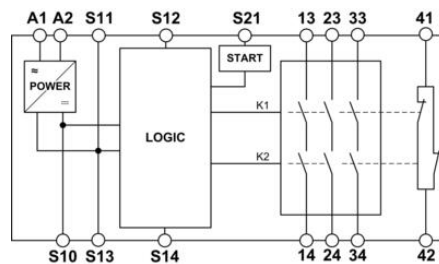 A1 A2 S11 S12 S21 13 23 33 41
START
≂
POWER
=
K1
LOGIC
K2
S10 S13 S14 14 24 34 42